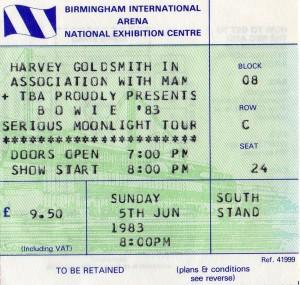 BIRMINGHAM INTERNATIONAL
ARENA
NATIONAL EXHIBITION CENTRE
HARVEY GOLDSMITH IN
ASSOCIATION WITH MAM
+ TBA PROUDLY PRESENTS
BOWIE '83
SERIOUS MOONLIGHT TOUR
********************
DOORS OPEN 7:00 PM
SHOW START 8:00 PM
BLOCK
08
ROW
C
SEAT
24
£ 9.50
(Including VAT)
SUNDAY
5TH JUN
1983
8:00PM
SOUTH
STAND
Ref. 41999
TO BE RETAINED
(plans & conditions
see reverse)